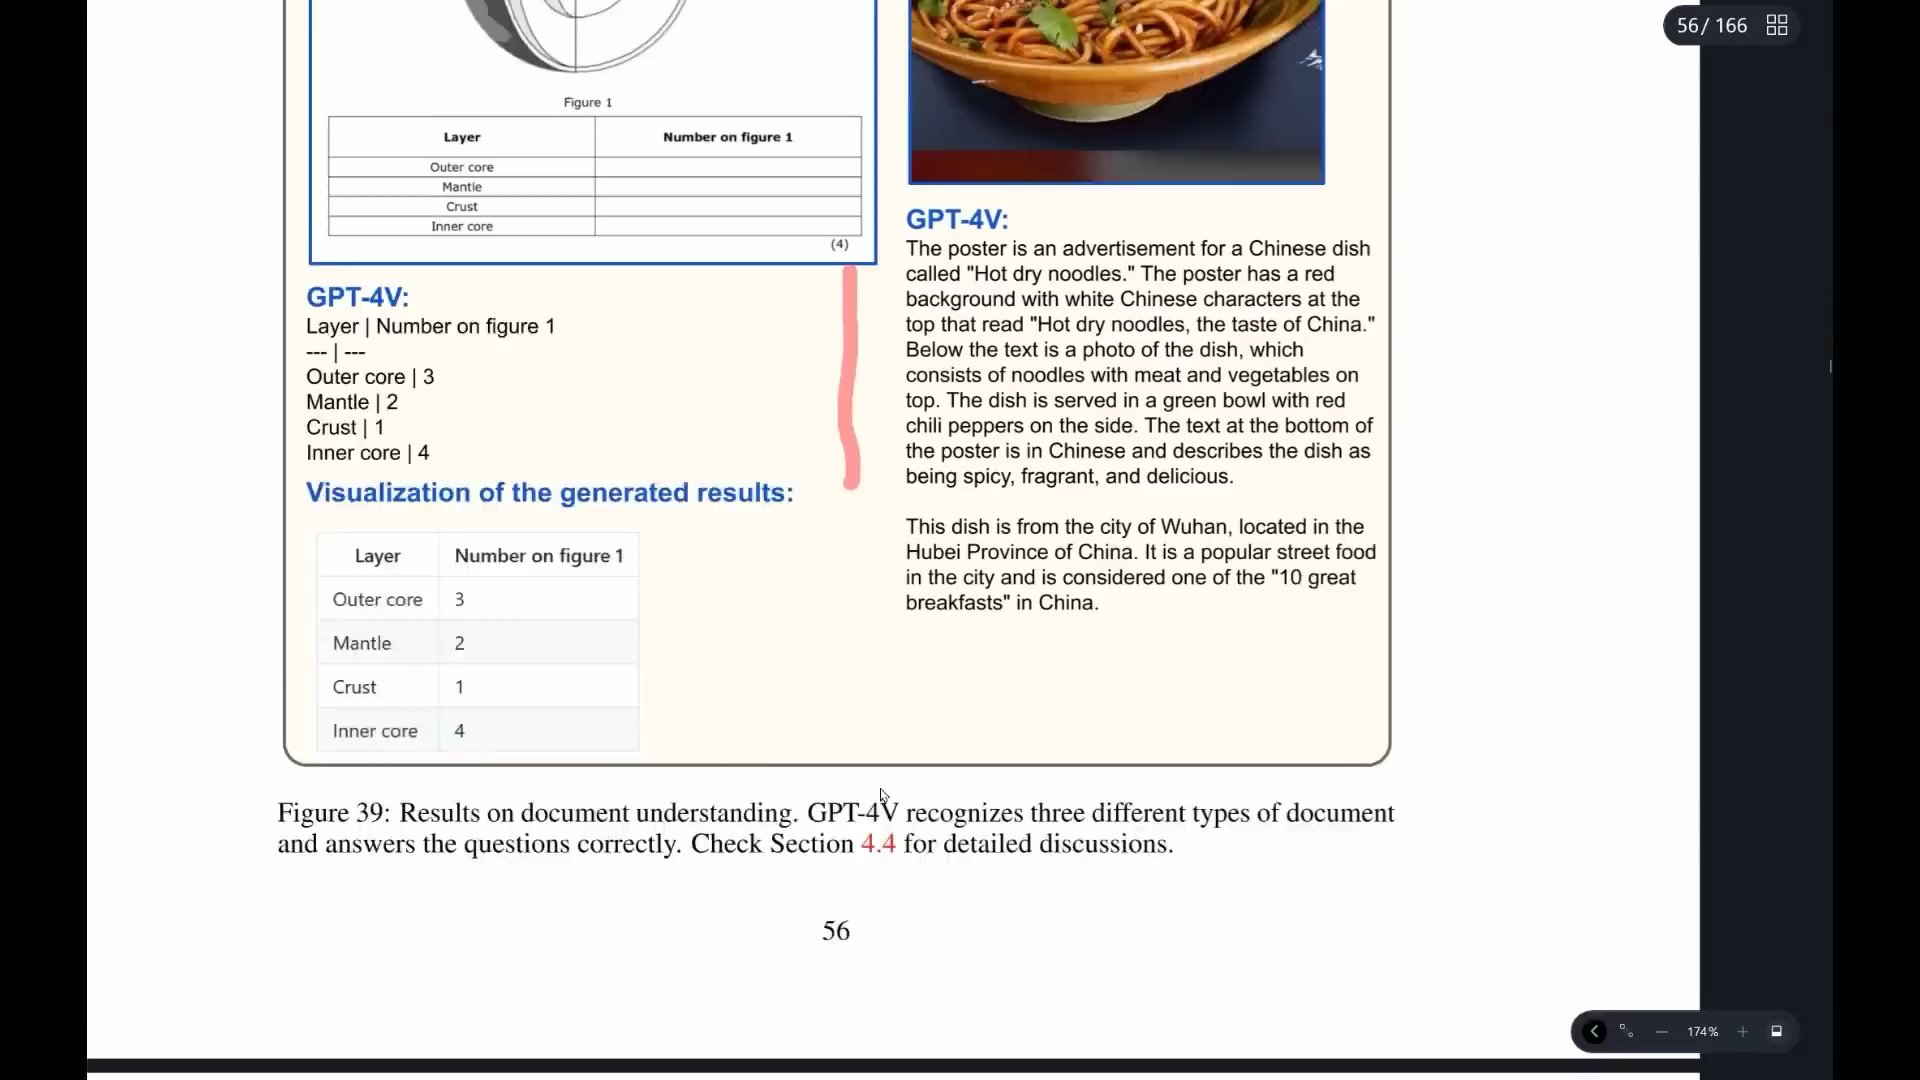 56 / 166
Figure 1
Layer Number on figure 1
Outer core
Mantle
Crust
Inner core
(4)
GPT-4V:
Layer | Number on figure 1
--- | ---
Outer core | 3
Mantle | 2
Crust | 1
Inner core | 4
Visualization of the generated results:
Layer Number on figure 1
Outer core 3
Mantle 2
Crust 1
Inner core 4
GPT-4V:
The poster is an advertisement for a Chinese dish
called "Hot dry noodles." The poster has a red
background with white Chinese characters at the
top that read "Hot dry noodles, the taste of China."
Below the text is a photo of the dish, which
consists of noodles with meat and vegetables on
top. The dish is served in a green bowl with red
chili peppers on the side. The text at the bottom of
the poster is in Chinese and describes the dish as
being spicy, fragrant, and delicious.
This dish is from the city of Wuhan, located in the
Hubei Province of China. It is a popular street food
in the city and is considered one of the "10 great
breakfasts" in China.
Figure 39: Results on document understanding. GPT-4V recognizes three different types of document
and answers the questions correctly. Check Section 4.4 for detailed discussions.
56
174%